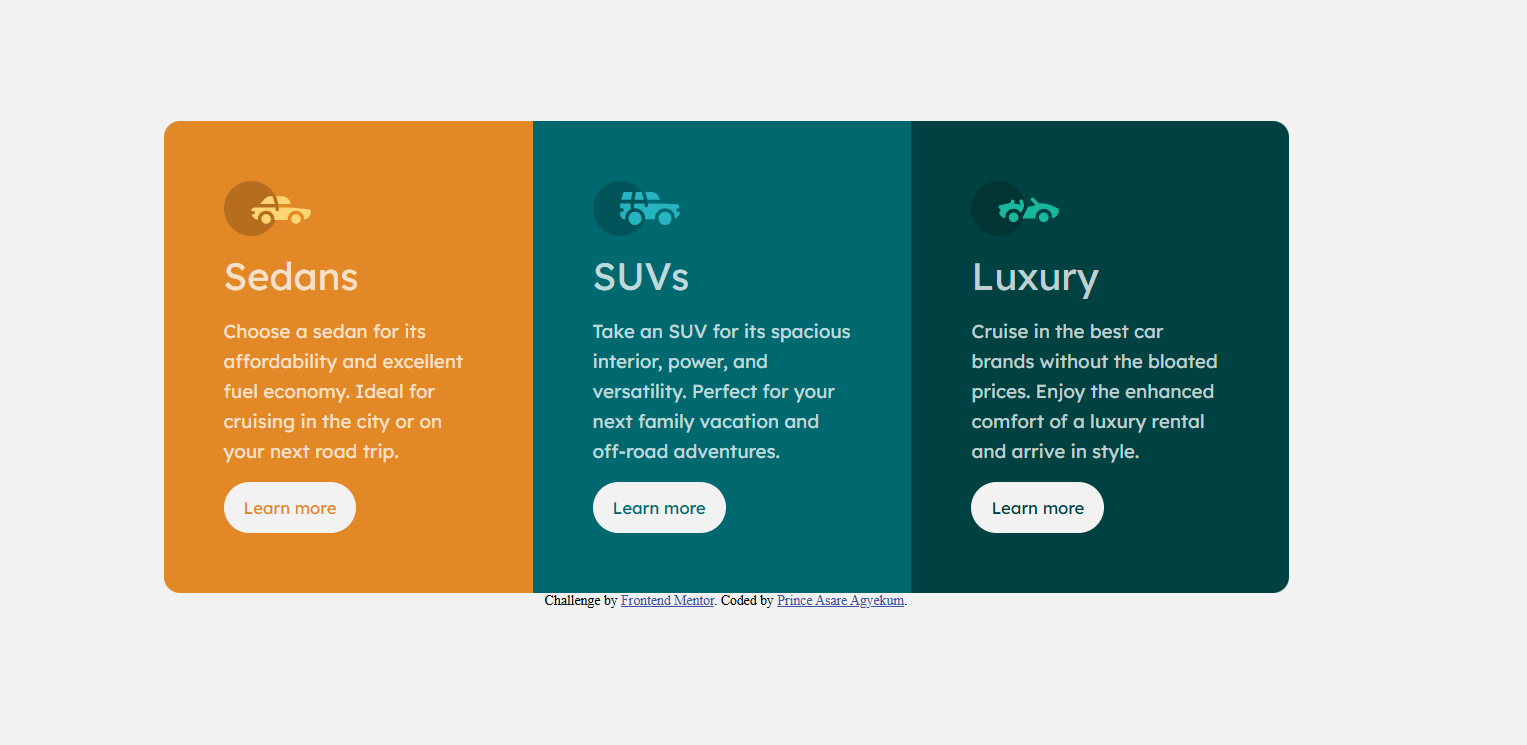 Sedans
Choose a sedan for its
affordability and excellent
fuel economy. Ideal for
cruising in the city or on
your next road trip.
Learn more
SUVs
Take an SUV for its spacious
interior, power, and
versatility. Perfect for your
next family vacation and
off-road adventures.
Learn more
Luxury
Cruise in the best car
brands without the bloated
prices. Enjoy the enhanced
comfort of a luxury rental
and arrive in style.
Learn more
Challenge by Frontend Mentor. Coded by Prince Asare Agyekum.